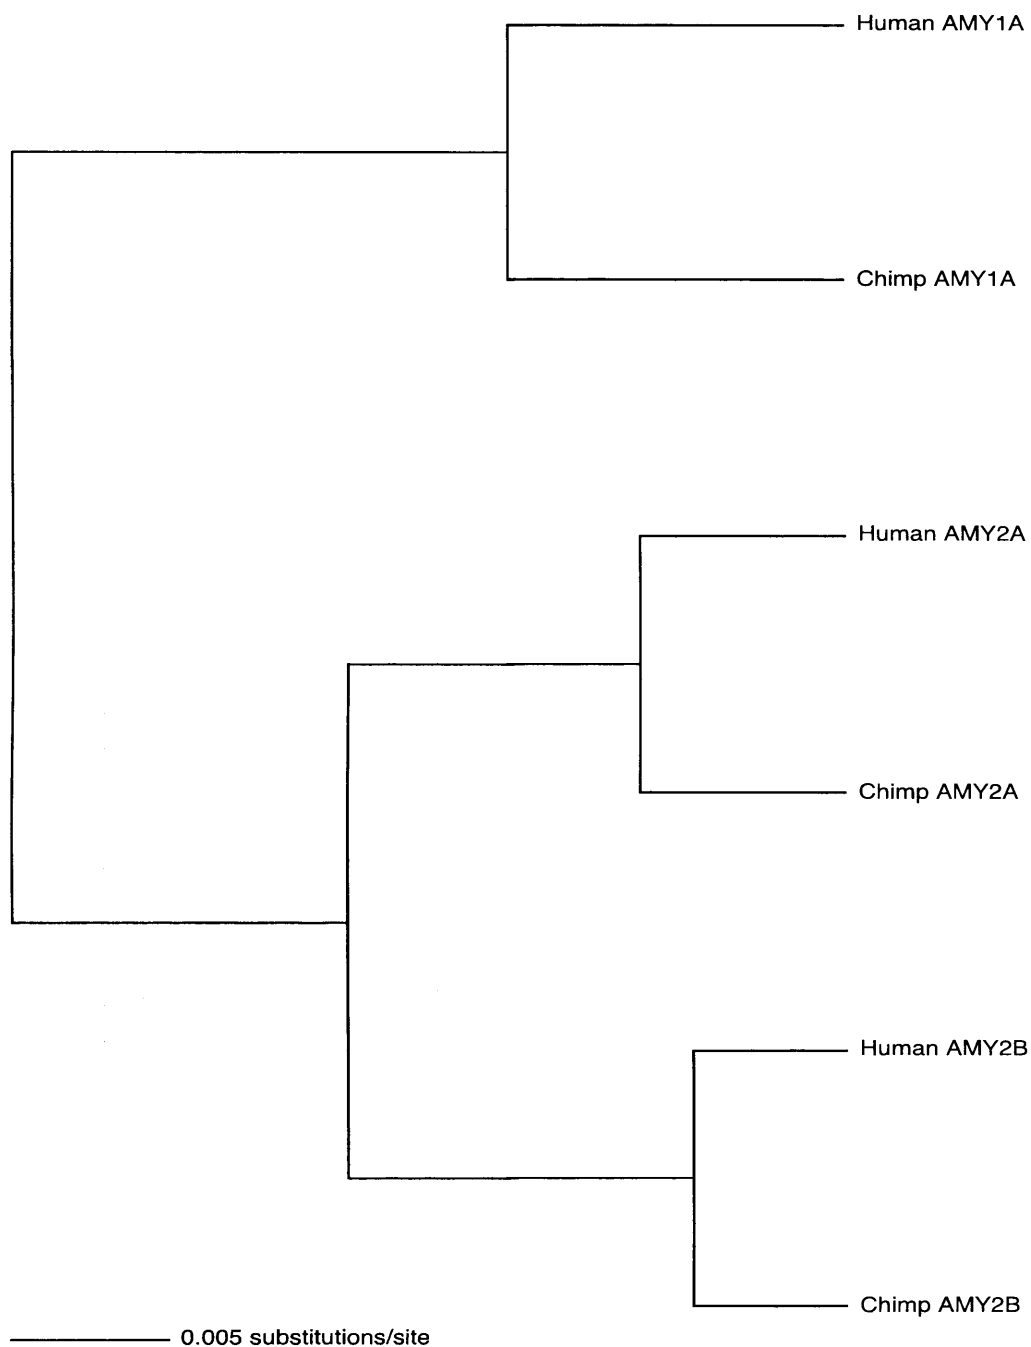 Human AMY1A
Chimp AMY1A
Human AMY2A
Chimp AMY2A
Human AMY2B
Chimp AMY2B
0.005 substitutions/site